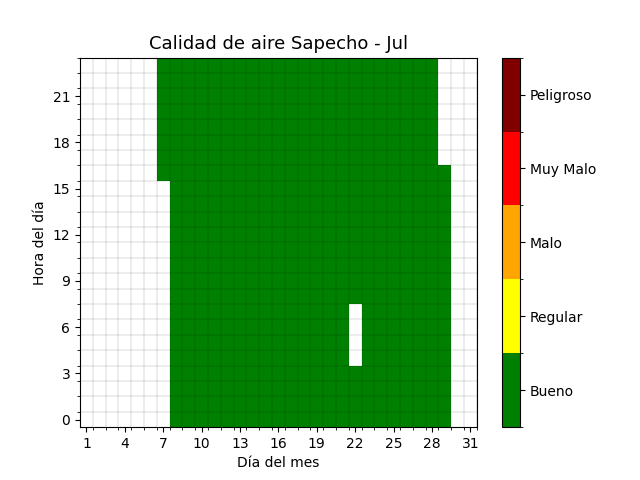 Calidad de aire Sapecho - Jul
Hora del día
21
18
15
12
9
6
3
0
1 4 7 10 13 16 19 22 25 28 31
Día del mes
Peligroso
Muy Malo
Malo
Regular
Bueno